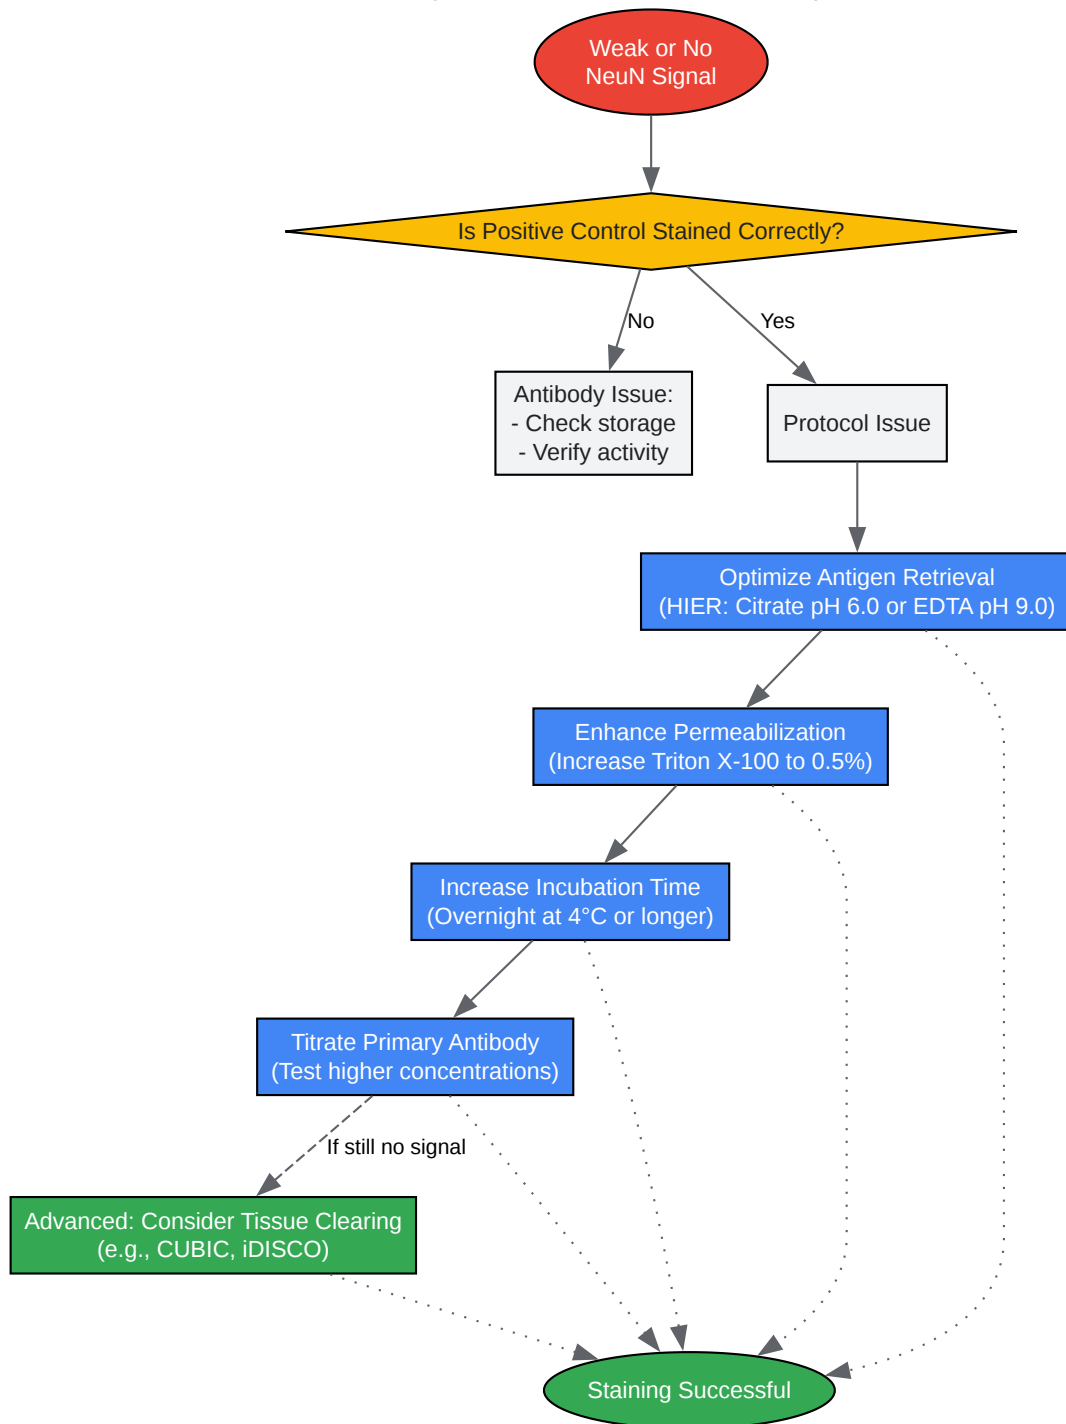 Weak or No
NeuN Signal
Is Positive Control Stained Correctly?
No
Yes
Antibody Issue:
- Check storage
- Verify activity
Protocol Issue
Optimize Antigen Retrieval
(HIER: Citrate pH 6.0 or EDTA pH 9.0)
Enhance Permeabilization
(Increase Triton X-100 to 0.5%)
Increase Incubation Time
(Overnight at 4°C or longer)
Titrate Primary Antibody
(Test higher concentrations)
If still no signal
Advanced: Consider Tissue Clearing
(e.g., CUBIC, iDISCO)
Staining Successful